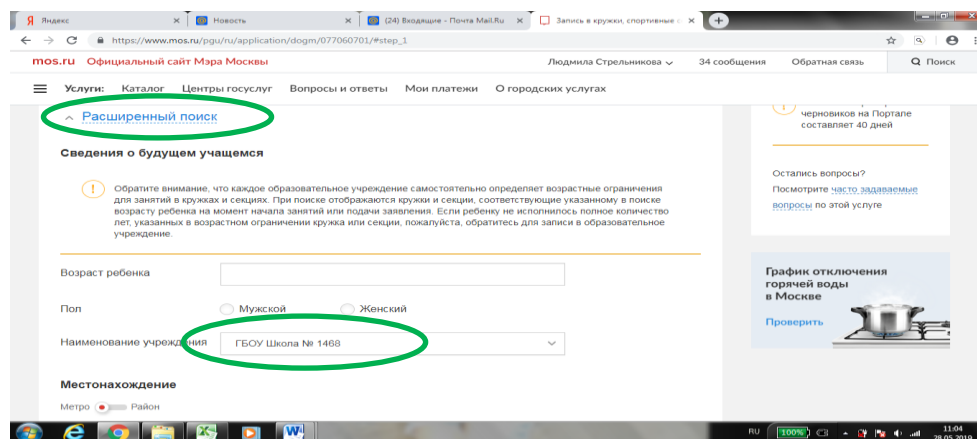 Яндекс
Новость
(24) Входящие - Почта Mail.Ru
Запись в кружки, спортивные
https://www.mos.ru/pgu/ru/application/dogm/077060701/#step_1
mos.ru Официальный сайт Мэра Москвы
Людмила Стрельникова
34 сообщения
Обратная связь
Поиск
Услуги: Каталог Центры госуслуг Вопросы и ответы Мои платежи О городских услугах
Расширенный поиск
черновиков на Портале
составляет 40 дней
Сведения о будущем учащемся
Обратите внимание, что каждое образовательное учреждение самостоятельно определяет возрастные ограничения
для занятий в кружках и секциях. При поиске отображаются кружки и секции, соответствующие указанному в поиске
возрасту ребенка на момент начала занятий или подачи заявления. Если ребенку не исполнилось полное количество
лет, указанных в возрастном ограничении кружка или секции, пожалуйста, обратитесь для записи в образовательное
учреждение.
Остались вопросы?
Посмотрите часто задаваемые
вопросы по этой услуге
Возраст ребенка
Пол
Мужской
Женский
Наименование учреждения
ГБОУ Школа № 1468
График отключения
горячей воды
в Москве
Проверить
Местонахождение
Метро Район
RU
100%
11:04
28.05.2019